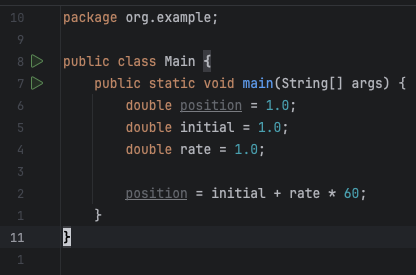 10 package org.example;
9
8 public class Main {
7 public static void main(String[] args) {
6 double position = 1.0;
5 double initial = 1.0;
4 double rate = 1.0;
3
2 position = initial + rate * 60;
1 }
11 }
1